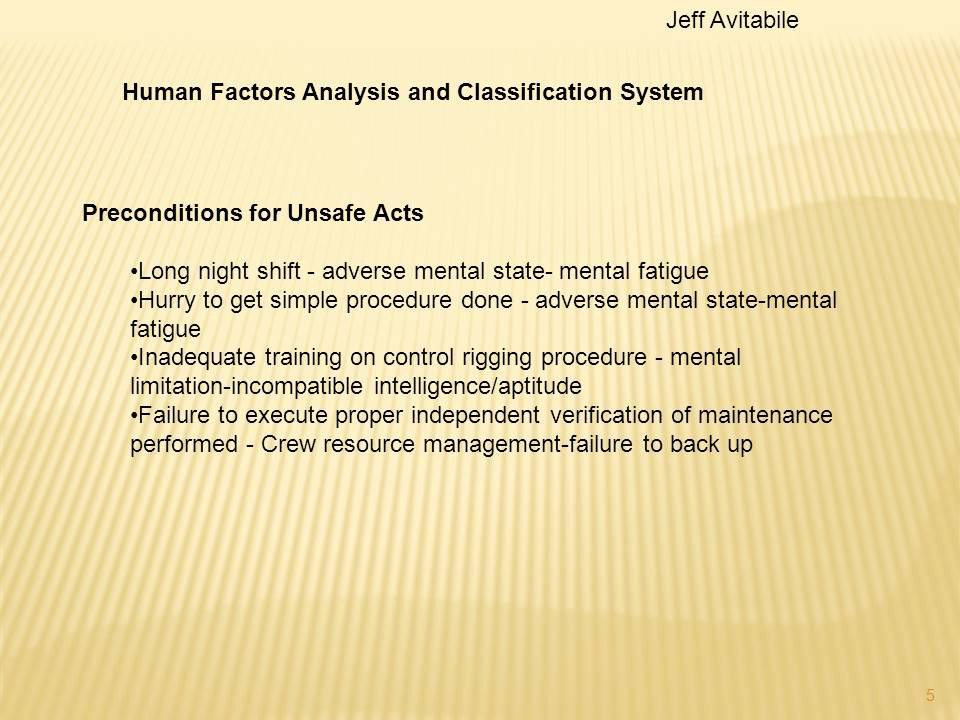 Jeff Avitabile
Human Factors Analysis and Classification System
Preconditions for Unsafe Acts
•Long night shift - adverse mental state- mental fatigue
•Hurry to get simple procedure done - adverse mental state-mental
fatigue
•Inadequate training on control rigging procedure - mental
limitation-incompatible intelligence/aptitude
•Failure to execute proper independent verification of maintenance
performed - Crew resource management-failure to back up
5